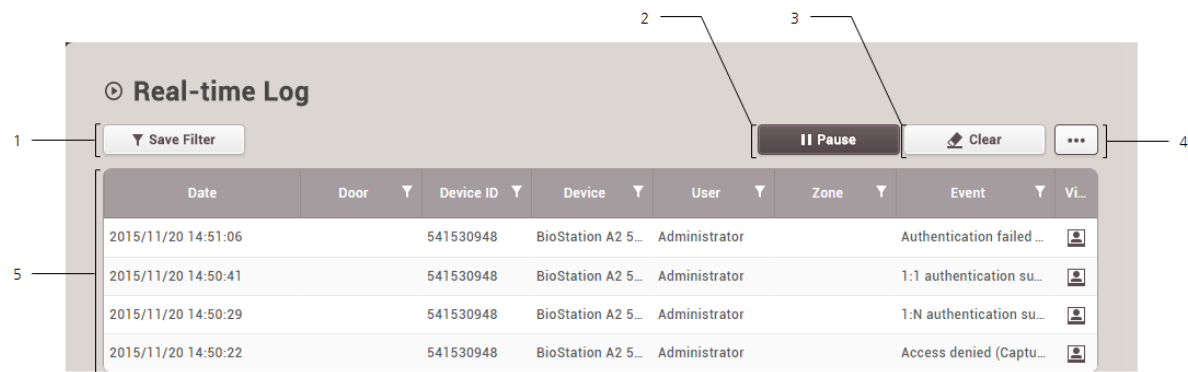 2 3
Real-time Log
1 Save Filter Pause Clear ... 4
Date Door Device ID Device User Zone Event Vi...
2015/11/20 14:51:06 541530948 BioStation A2 5... Administrator Authentication failed ...
5 2015/11/20 14:50:41 541530948 BioStation A2 5... Administrator 1:1 authentication su...
2015/11/20 14:50:29 541530948 BioStation A2 5... Administrator 1:N authentication su...
2015/11/20 14:50:22 541530948 BioStation A2 5... Administrator Access denied (Captu...